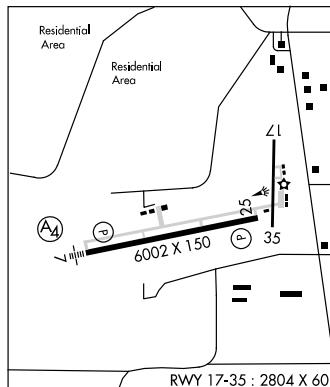 Residential
Area
Residential
Area
17
A4
P
25
7
6002 X 150
P
35
RWY 17-35 : 2804 X 60